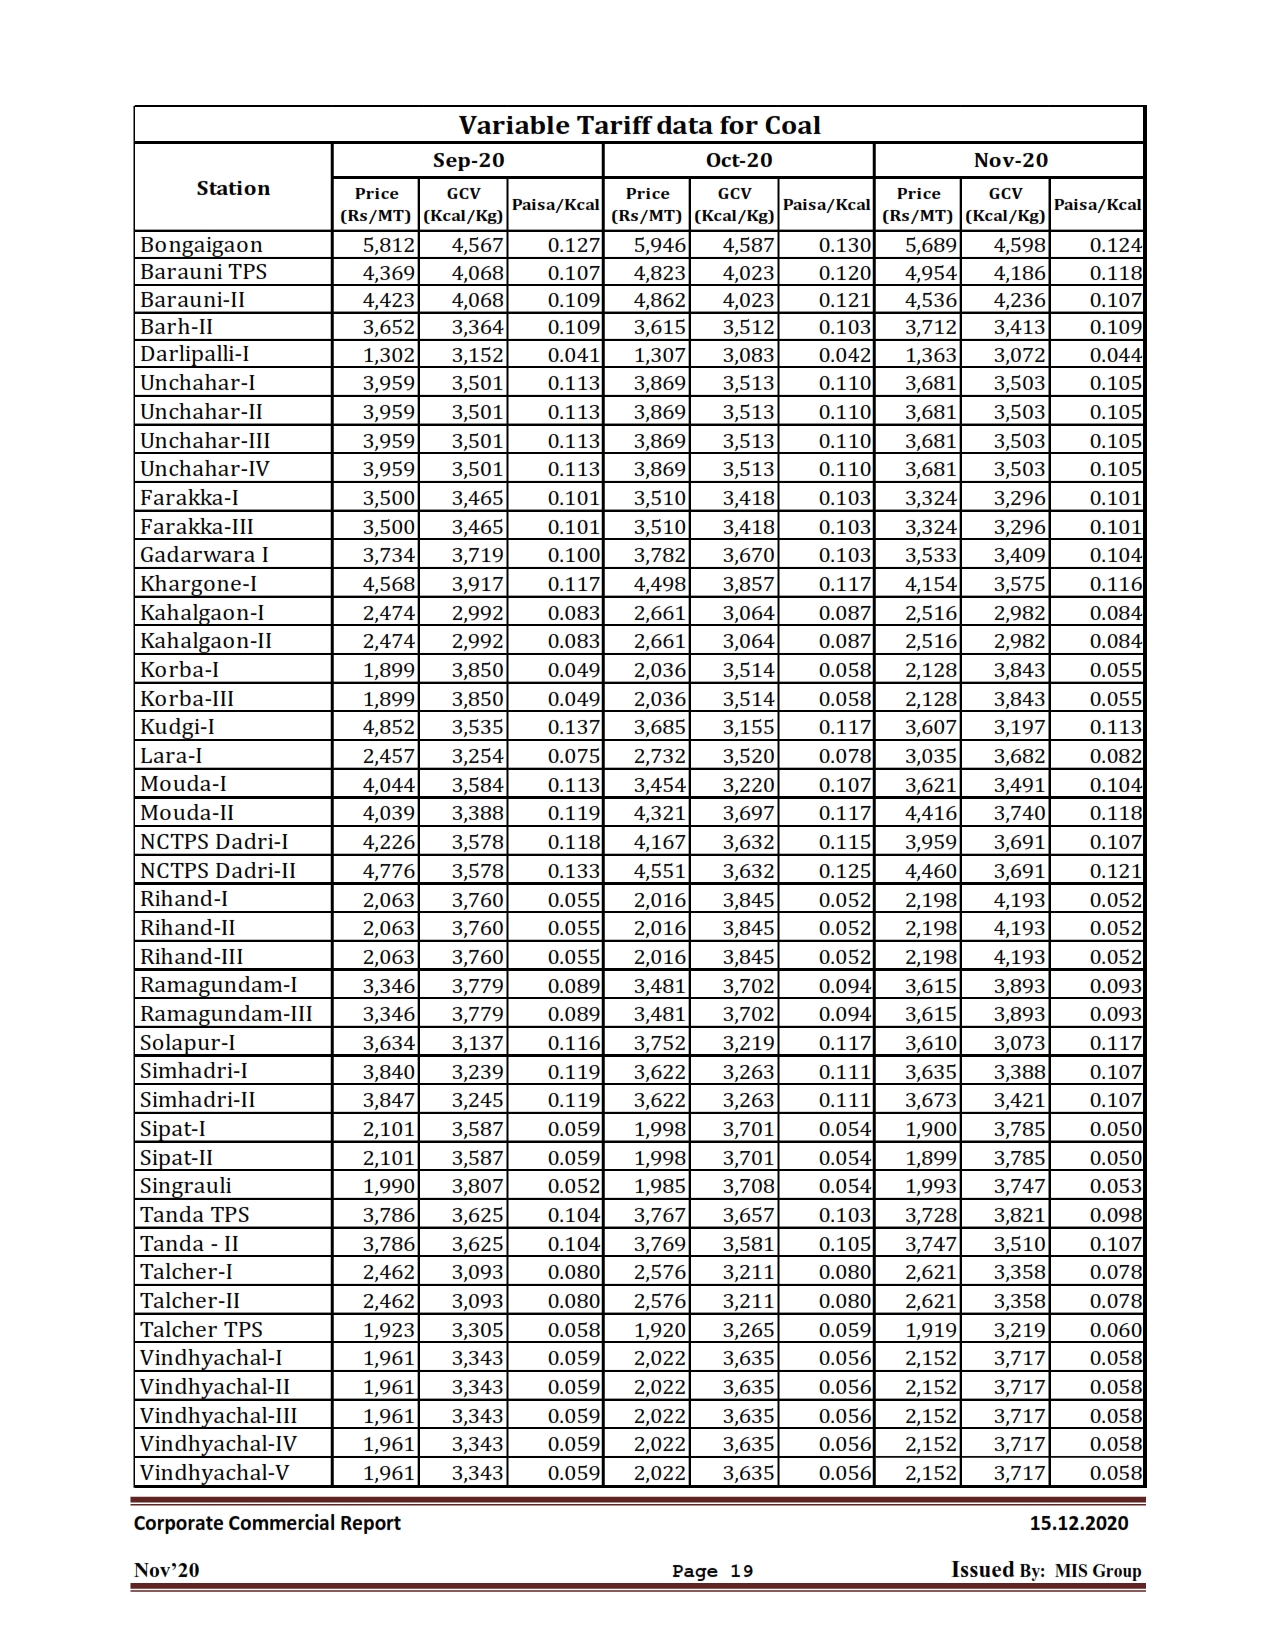 Variable Tariff data for Coal
Station Sep-20 Oct-20 Nov-20
Price (Rs/MT) GCV (Kcal/Kg) Paisa/Kcal Price (Rs/MT) GCV (Kcal/Kg) Paisa/Kcal Price (Rs/MT) GCV (Kcal/Kg) Paisa/Kcal
Bongaigaon 5,812 4,567 0.127 5,946 4,587 0.130 5,689 4,598 0.124
Barauni TPS 4,369 4,068 0.107 4,823 4,023 0.120 4,954 4,186 0.118
Barauni-II 4,423 4,068 0.109 4,862 4,023 0.121 4,536 4,236 0.107
Barh-II 3,652 3,364 0.109 3,615 3,512 0.103 3,712 3,413 0.109
Darlipalli-I 1,302 3,152 0.041 1,307 3,083 0.042 1,363 3,072 0.044
Unchahar-I 3,959 3,501 0.113 3,869 3,513 0.110 3,681 3,503 0.105
Unchahar-II 3,959 3,501 0.113 3,869 3,513 0.110 3,681 3,503 0.105
Unchahar-III 3,959 3,501 0.113 3,869 3,513 0.110 3,681 3,503 0.105
Unchahar-IV 3,959 3,501 0.113 3,869 3,513 0.110 3,681 3,503 0.105
Farakka-I 3,500 3,465 0.101 3,510 3,418 0.103 3,324 3,296 0.101
Farakka-III 3,500 3,465 0.101 3,510 3,418 0.103 3,324 3,296 0.101
Gadarwara I 3,734 3,719 0.100 3,782 3,670 0.103 3,533 3,409 0.104
Khargone-I 4,568 3,917 0.117 4,498 3,857 0.117 4,154 3,575 0.116
Kahalgaon-I 2,474 2,992 0.083 2,661 3,064 0.087 2,516 2,982 0.084
Kahalgaon-II 2,474 2,992 0.083 2,661 3,064 0.087 2,516 2,982 0.084
Korba-I 1,899 3,850 0.049 2,036 3,514 0.058 2,128 3,843 0.055
Korba-III 1,899 3,850 0.049 2,036 3,514 0.058 2,128 3,843 0.055
Kudgi-I 4,852 3,535 0.137 3,685 3,155 0.117 3,607 3,197 0.113
Lara-I 2,457 3,254 0.075 2,732 3,520 0.078 3,035 3,682 0.082
Mouda-I 4,044 3,584 0.113 3,454 3,220 0.107 3,621 3,491 0.104
Mouda-II 4,039 3,388 0.119 4,321 3,697 0.117 4,416 3,740 0.118
NCTPS Dadri-I 4,226 3,578 0.118 4,167 3,632 0.115 3,959 3,691 0.107
NCTPS Dadri-II 4,776 3,578 0.133 4,551 3,632 0.125 4,460 3,691 0.121
Rihand-I 2,063 3,760 0.055 2,016 3,845 0.052 2,198 4,193 0.052
Rihand-II 2,063 3,760 0.055 2,016 3,845 0.052 2,198 4,193 0.052
Rihand-III 2,063 3,760 0.055 2,016 3,845 0.052 2,198 4,193 0.052
Ramagundam-I 3,346 3,779 0.089 3,481 3,702 0.094 3,615 3,893 0.093
Ramagundam-III 3,346 3,779 0.089 3,481 3,702 0.094 3,615 3,893 0.093
Solapur-I 3,634 3,137 0.116 3,752 3,219 0.117 3,610 3,073 0.117
Simhadri-I 3,840 3,239 0.119 3,622 3,263 0.111 3,635 3,388 0.107
Simhadri-II 3,847 3,245 0.119 3,622 3,263 0.111 3,673 3,421 0.107
Sipat-I 2,101 3,587 0.059 1,998 3,701 0.054 1,900 3,785 0.050
Sipat-II 2,101 3,587 0.059 1,998 3,701 0.054 1,899 3,785 0.050
Singrauli 1,990 3,807 0.052 1,985 3,708 0.054 1,993 3,747 0.053
Tanda TPS 3,786 3,625 0.104 3,767 3,657 0.103 3,728 3,821 0.098
Tanda - II 3,786 3,625 0.104 3,769 3,581 0.105 3,747 3,510 0.107
Talcher-I 2,462 3,093 0.080 2,576 3,211 0.080 2,621 3,358 0.078
Talcher-II 2,462 3,093 0.080 2,576 3,211 0.080 2,621 3,358 0.078
Talcher TPS 1,923 3,305 0.058 1,920 3,265 0.059 1,919 3,219 0.060
Vindhyachal-I 1,961 3,343 0.059 2,022 3,635 0.056 2,152 3,717 0.058
Vindhyachal-II 1,961 3,343 0.059 2,022 3,635 0.056 2,152 3,717 0.058
Vindhyachal-III 1,961 3,343 0.059 2,022 3,635 0.056 2,152 3,717 0.058
Vindhyachal-IV 1,961 3,343 0.059 2,022 3,635 0.056 2,152 3,717 0.058
Vindhyachal-V 1,961 3,343 0.059 2,022 3,635 0.056 2,152 3,717 0.058
Corporate Commercial Report 15.12.2020
Nov’20 Page 19 Issued By: MIS Group